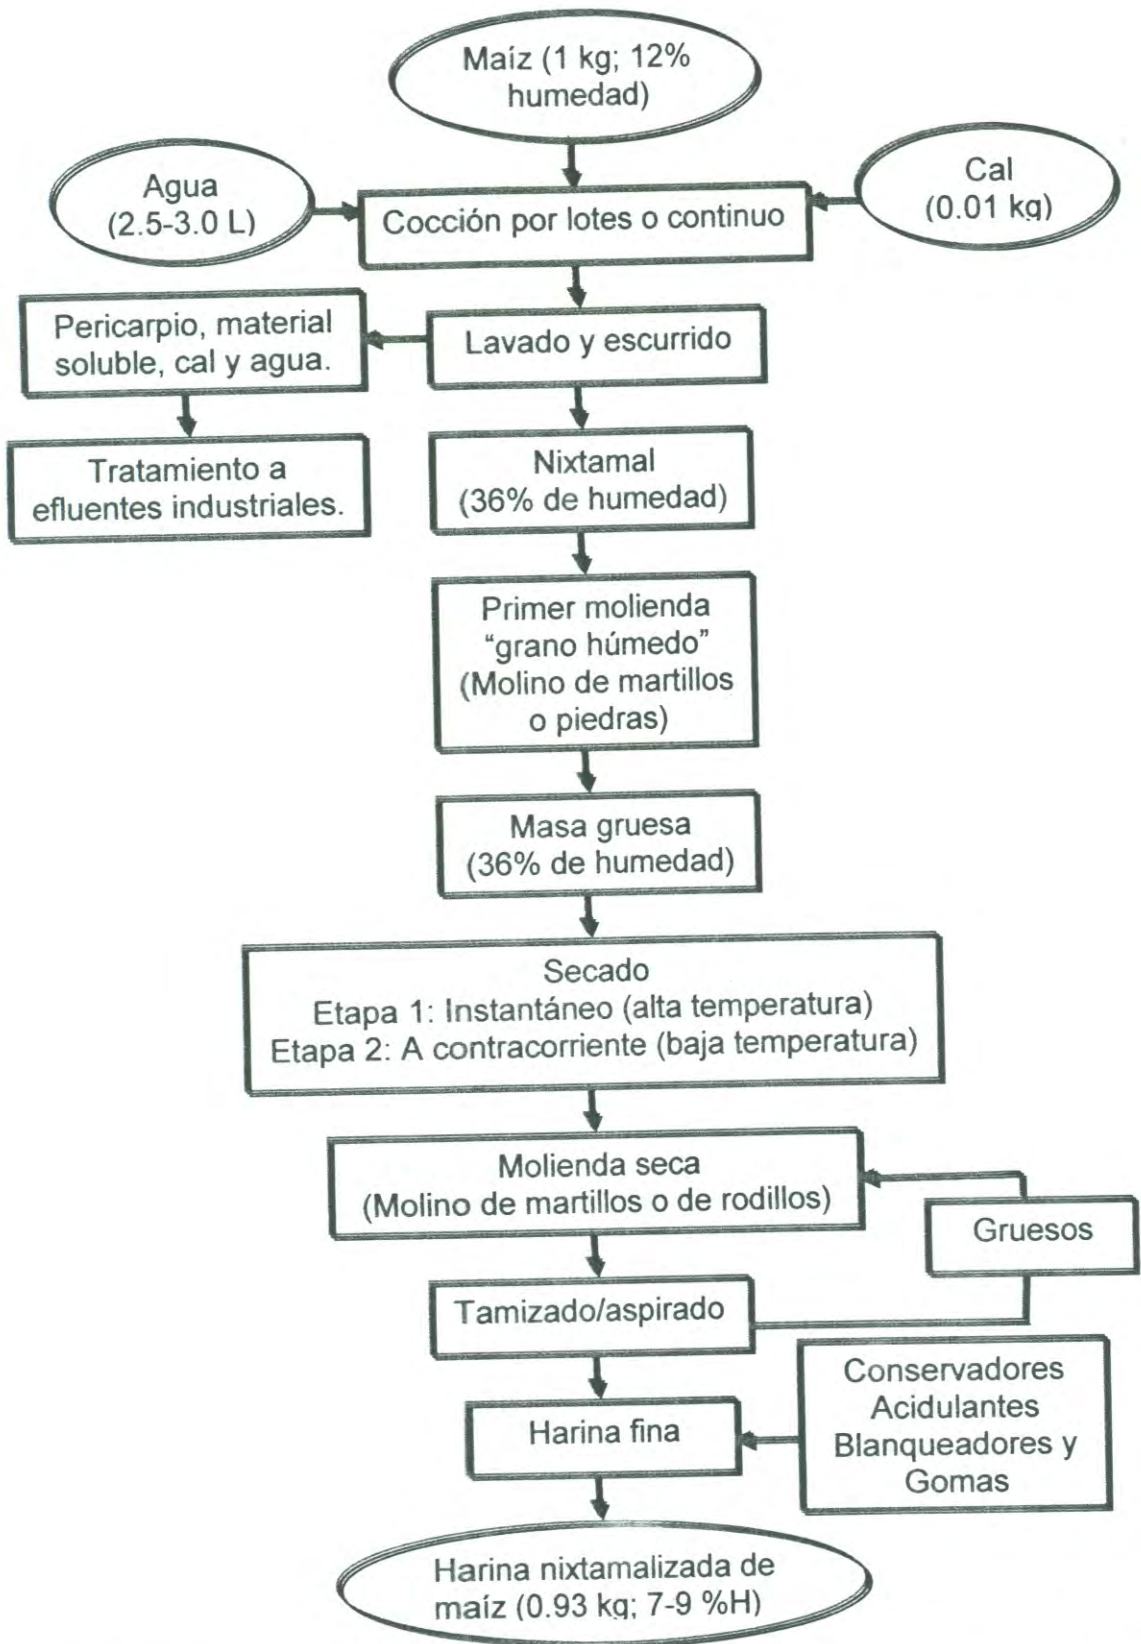 Maíz (1 kg; 12%
humedad)
Agua
(2.5-3.0 L)
Cal
(0.01 kg)
Cocción por lotes o continuo
Pericarpio, material
soluble, cal y agua.
Lavado y escurrido
Tratamiento a
efluentes industriales.
Nixtamal
(36% de humedad)
Primer molienda
“grano húmedo”
(Molino de martillos
o piedras)
Masa gruesa
(36% de humedad)
Secado
Etapa 1: Instantáneo (alta temperatura)
Etapa 2: A contracorriente (baja temperatura)
Molienda seca
(Molino de martillos o de rodillos)
Gruesos
Tamizado/aspirado
Conservadores
Acidulantes
Blanqueadores y
Gomas
Harina fina
Harina nixtamalizada de
maíz (0.93 kg; 7-9 %H)